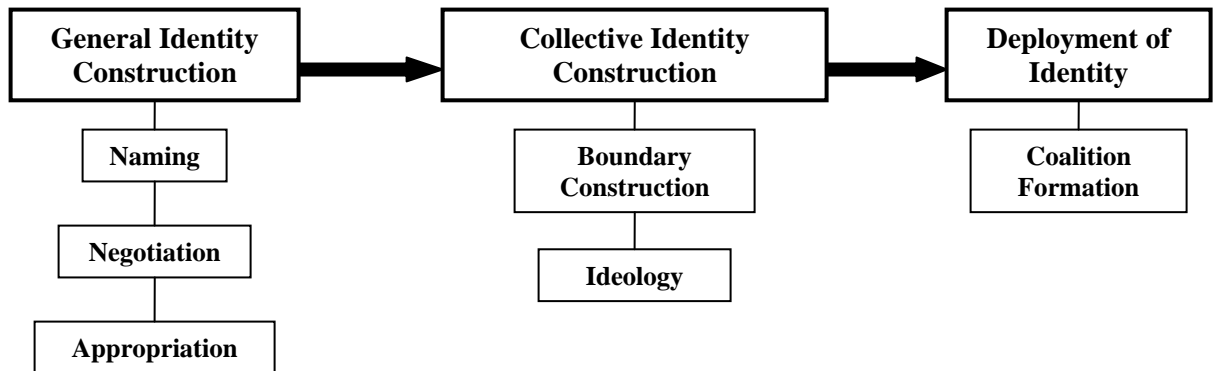 General Identity
Construction
Naming
Negotiation
Appropriation
Collective Identity
Construction
Boundary
Construction
Ideology
Deployment of
Identity
Coalition
Formation